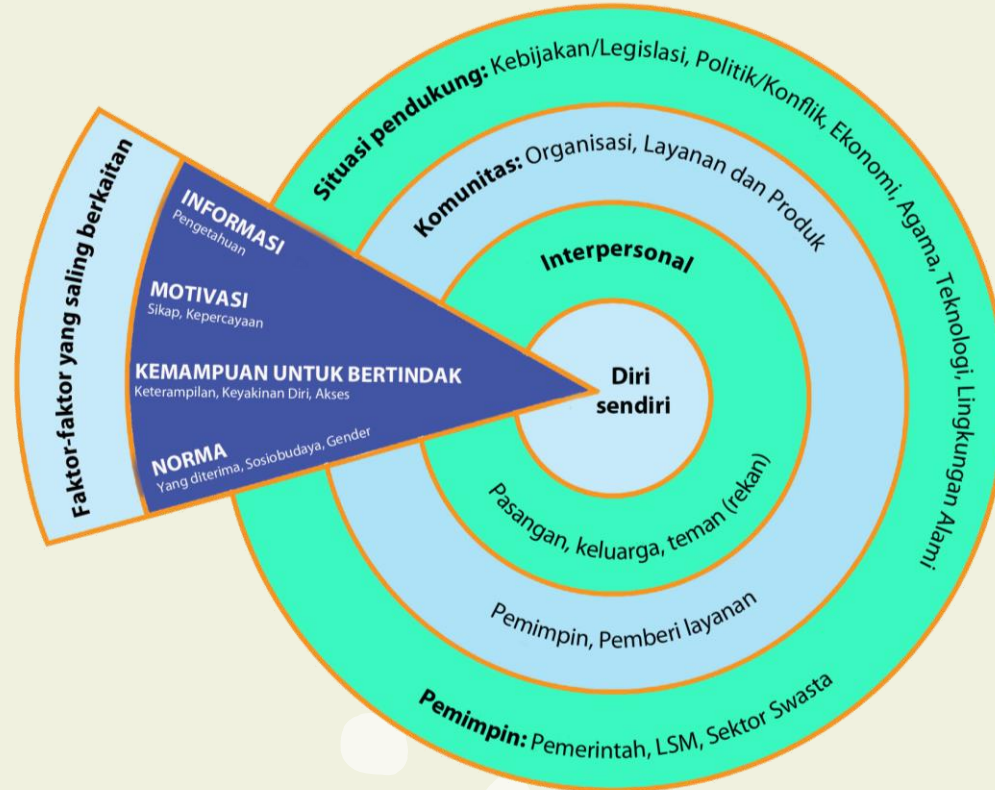 Faktor-faktor yang saling berkaitan
INFORMASI
Pengetahuan
MOTIVASI
Sikap, Kepercayaan
KEMAMPUAN UNTUK BERTINDAK
Keterampilan, Keyakinan Diri, Akses
NORMA
Yang diterima, Sosiobudaya, Gender
Situasi pendukung: Kebijakan/Legislasi, Politik/Konflik, Ekonomi, Agama, Teknologi, Lingkungan Alami
Komunitas: Organisasi, Layanan dan Produk
Interpersonal
Diri
sendiri
Pasangan, keluarga, teman (rekan)
Pemimpin, Pemberi layanan
Pemimpin: Pemerintah, LSM, Sektor Swasta